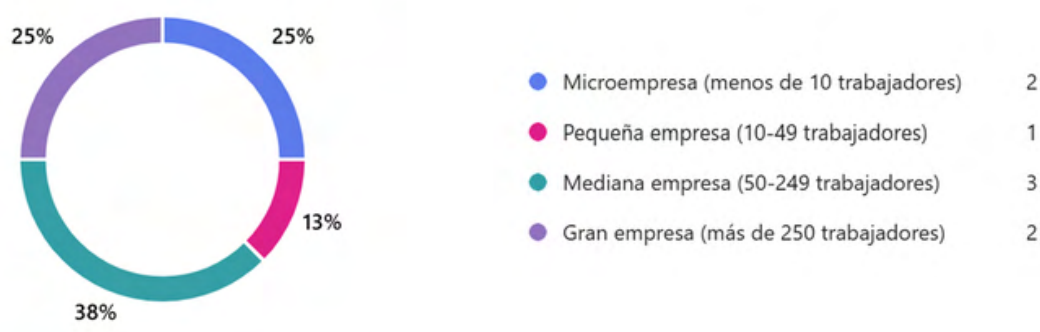 25%
25%
13%
38%
Microempresa (menos de 10 trabajadores) 2
Pequeña empresa (10-49 trabajadores) 1
Mediana empresa (50-249 trabajadores) 3
Gran empresa (más de 250 trabajadores) 2